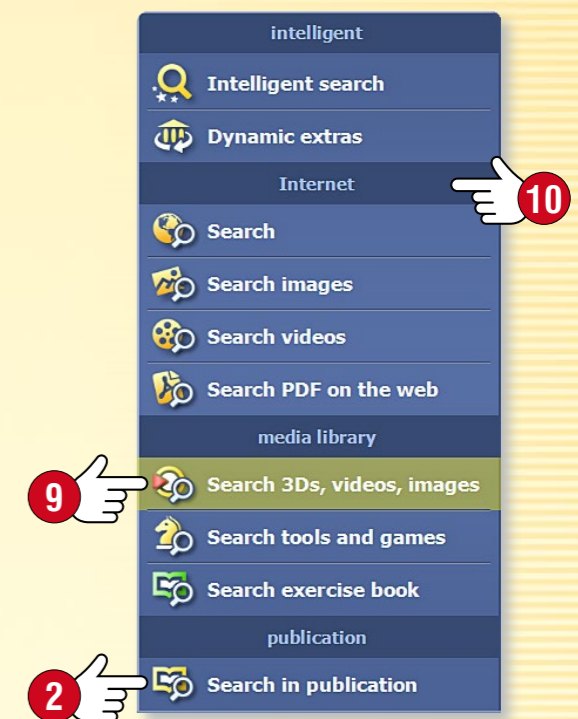 intelligent
Intelligent search
Dynamic extras
Internet
10
Search
Search images
Search videos
Search PDF on the web
media library
9
Search 3Ds, videos, images
Search tools and games
Search exercise book
publication
2
Search in publication